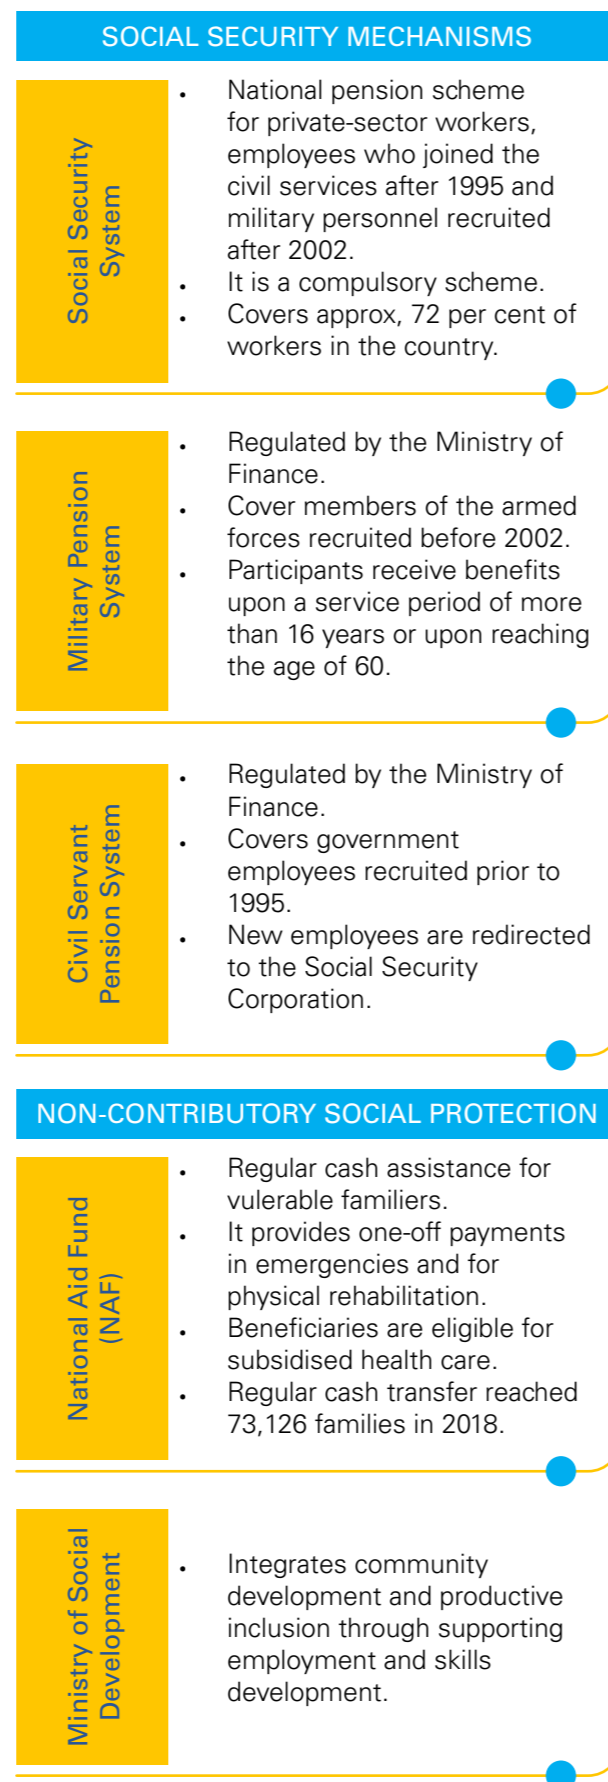 SOCIAL SECURITY MECHANISMS
Social Security
System
• National pension scheme
for private-sector workers,
employees who joined the
civil services after 1995 and
military personnel recruited
after 2002.
• It is a compulsory scheme.
• Covers approx, 72 per cent of
workers in the country.
Military Pension
System
• Regulated by the Ministry of
Finance.
• Cover members of the armed
forces recruited before 2002.
• Participants receive benefits
upon a service period of more
than 16 years or upon reaching
the age of 60.
Civil Servant
Pension System
• Regulated by the Ministry of
Finance.
• Covers government
employees recruited prior to
1995.
• New employees are redirected
to the Social Security
Corporation.
NON-CONTRIBUTORY SOCIAL PROTECTION
National Aid Fund
(NAF)
• Regular cash assistance for
vulerable familiers.
• It provides one-off payments
in emergencies and for
physical rehabilitation.
• Beneficiaries are eligible for
subsidised health care.
• Regular cash transfer reached
73,126 families in 2018.
Ministry of Social
Development
• Integrates community
development and productive
inclusion through supporting
employment and skills
development.